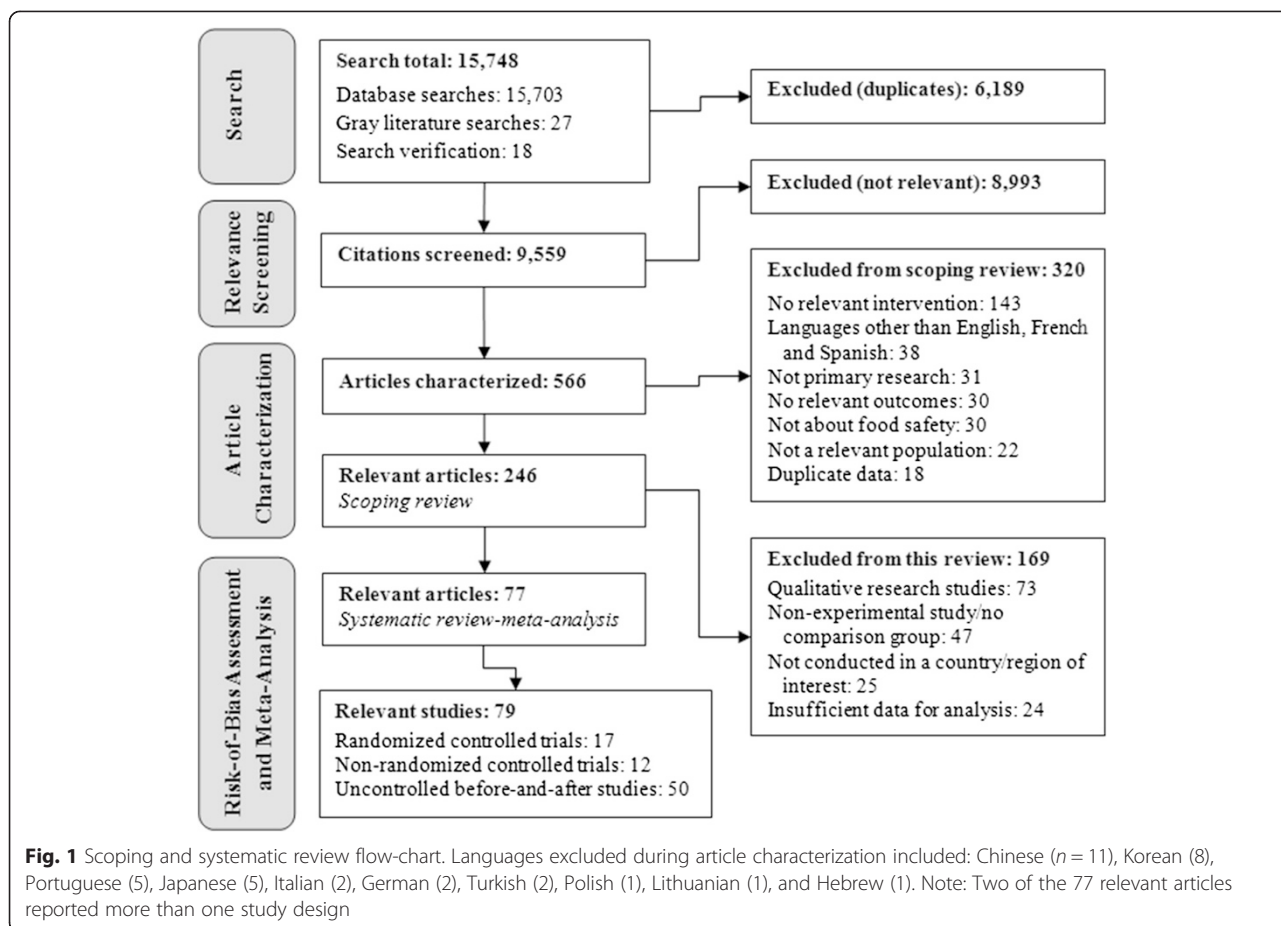 Search
Search total: 15,748
Database searches: 15,703
Gray literature searches: 27
Search verification: 18
Excluded (duplicates): 6,189
Excluded (not relevant): 8,993
Relevance
Screening
Citations screened: 9,559
Excluded from scoping review: 320
No relevant intervention: 143
Languages other than English, French
and Spanish: 38
Not primary research: 31
No relevant outcomes: 30
Not about food safety: 30
Not a relevant population: 22
Duplicate data: 18
Article
Characterization
Articles characterized: 566
Relevant articles: 246
Scoping review
Excluded from this review: 169
Qualitative research studies: 73
Non-experimental study/no
comparison group: 47
Not conducted in a country/region of
interest: 25
Insufficient data for analysis: 24
Risk-of-Bias Assessment
and Meta-Analysis
Relevant articles: 77
Systematic review-meta-analysis
Relevant studies: 79
Randomized controlled trials: 17
Non-randomized controlled trials: 12
Uncontrolled before-and-after studies: 50
Fig. 1 Scoping and systematic review flow-chart. Languages excluded during article characterization included: Chinese (n = 11), Korean (8),
Portuguese (5), Japanese (5), Italian (2), German (2), Turkish (2), Polish (1), Lithuanian (1), and Hebrew (1). Note: Two of the 77 relevant articles
reported more than one study design